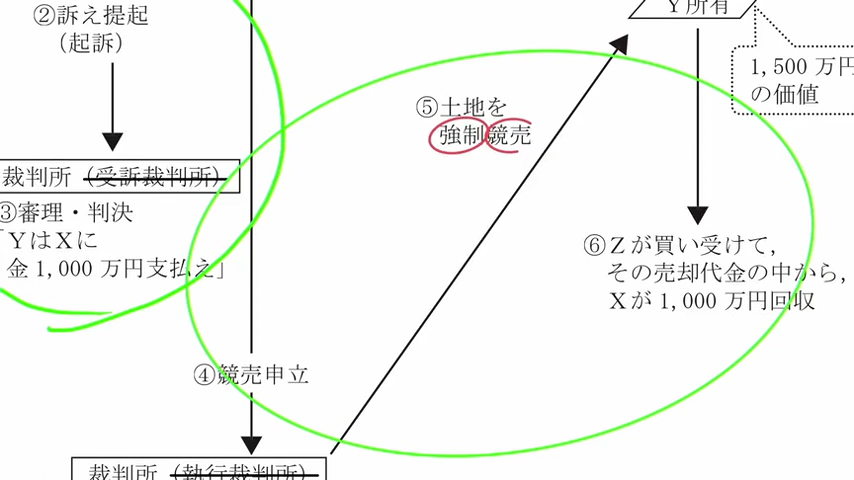 ②訴え提起
（起訴）
裁判所（受訴裁判所）
③審理・判決
「ＹはＸに
金1,000万円支払え」
④競売申立
裁判所（執行裁判所）
⑤土地を
強制競売
Ｙ所有
1,500万円
の価値
⑥Ｚが買い受けて，
その売却代金の中から，
Ｘが1,000万円回収